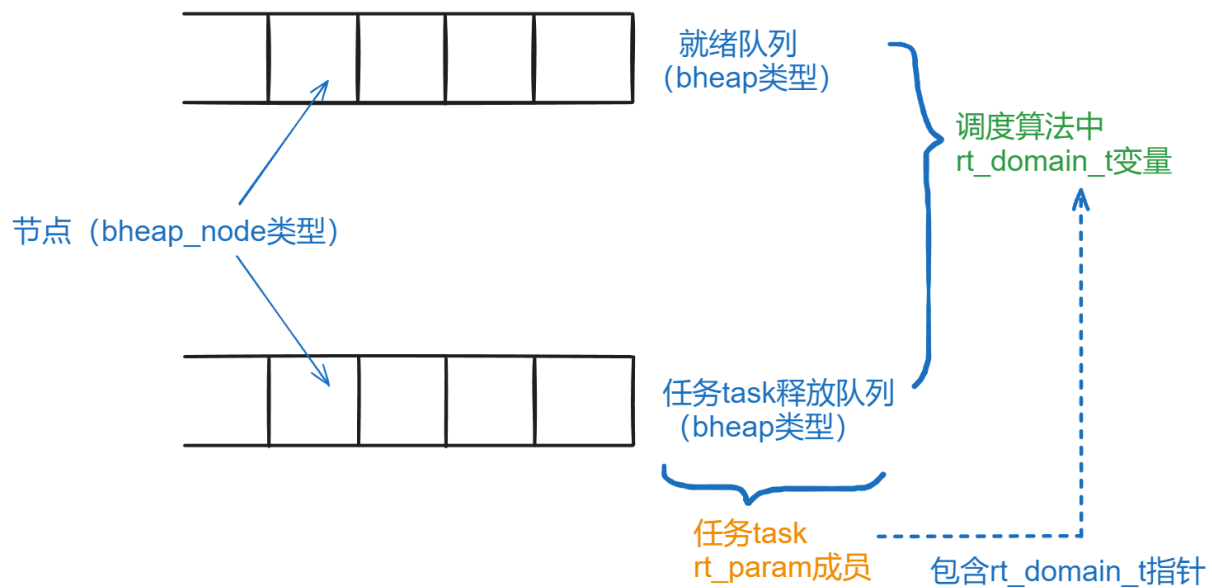 就绪队列
（bheap类型）
调度算法中
rt_domain_t变量
节点（bheap_node类型）
任务task释放队列
（bheap类型）
任务task
rt_param成员
包含rt_domain_t指针